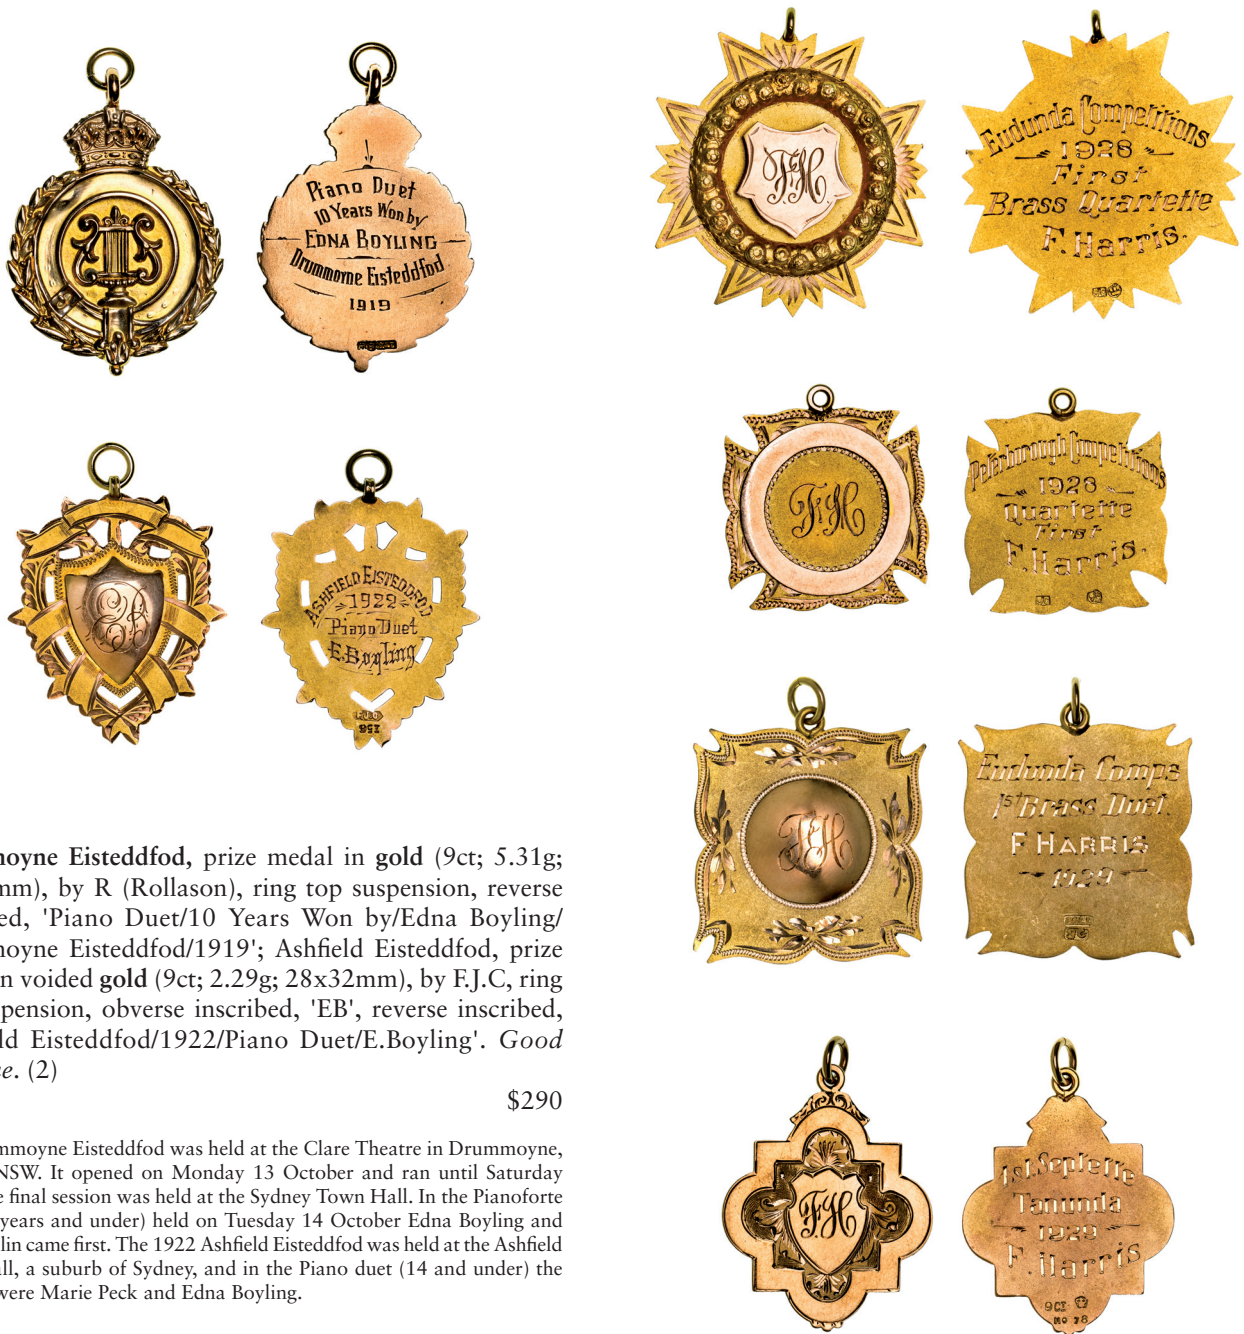 Piano Duet
10 Years Won by
EDNA BOYLING
Drummoyne Eisteddfod
1919
EB
ASHFIELD EISTEDDFOD
1922
Piano Duet
E.Boyling
158
moyne Eisteddfod, prize medal in gold (9ct; 5.31g;
mm), by R (Rollason), ring top suspension, reverse
ed, 'Piano Duet/10 Years Won by/Edna Boyling/
moyne Eisteddfod/1919'; Ashfield Eisteddfod, prize
n voided gold (9ct; 2.29g; 28x32mm), by F.J.C, ring
pension, obverse inscribed, 'EB', reverse inscribed,
ld Eisteddfod/1922/Piano Duet/E.Boyling'. Good
e. (2)
$290
mmoyne Eisteddfod was held at the Clare Theatre in Drummoyne,
NSW. It opened on Monday 13 October and ran until Saturday
e final session was held at the Sydney Town Hall. In the Pianoforte
years and under) held on Tuesday 14 October Edna Boyling and
lin came first. The 1922 Ashfield Eisteddfod was held at the Ashfield
all, a suburb of Sydney, and in the Piano duet (14 and under) the
were Marie Peck and Edna Boyling.
FH
Eudunda Competitions
1928
First
Brass Quartette
F.Harris.
FH
Peterborough Competitions
1928
Quartette
First
F.Harris.
FH
Eudunda Comps
1st Brass Duet.
F HARRIS
1929
FH
1st.Septette
Tanunda
1929
F.Harris
9CT
No 78